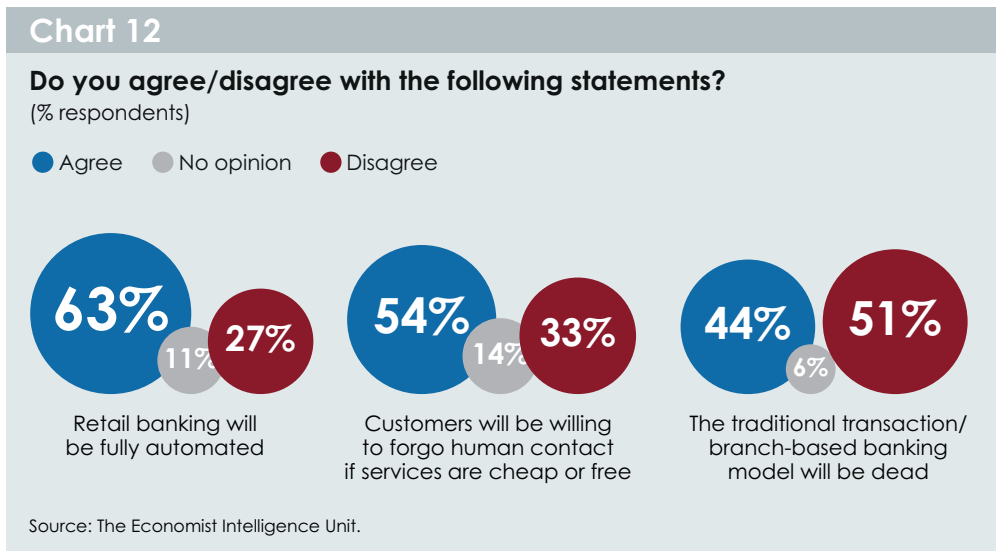 Chart 12
Do you agree/disagree with the following statements?
(% respondents)
Agree No opinion Disagree
63% 11% 27%
54% 14% 33%
44% 6% 51%
Retail banking will
be fully automated
Customers will be willing
to forgo human contact
if services are cheap or free
The traditional transaction/
branch-based banking
model will be dead
Source: The Economist Intelligence Unit.